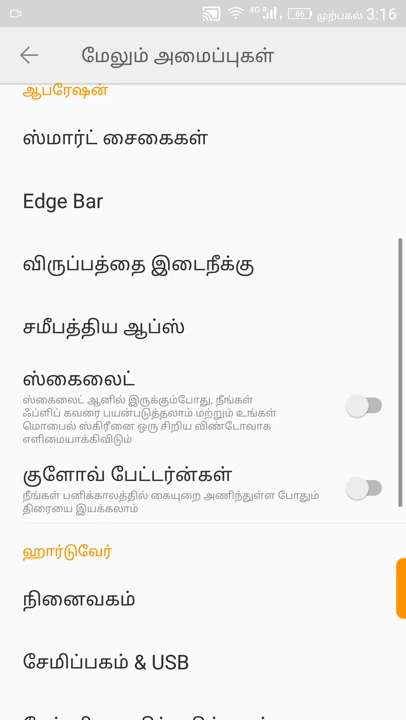 4G R 66 முற்பகல் 3:16
மேலும் அமைப்புகள்
ஆபரேஷன்
ஸ்மார்ட் சைகைகள்
Edge Bar
விருப்பத்தை இடைநீக்கு
சமீபத்திய ஆப்ஸ்
ஸ்கைலைட்
ஸ்கைலைட் ஆனில் இருக்கும்போது, நீங்கள்
ஃப்ளிப் கவரை பயன்படுத்தலாம் மற்றும் உங்கள்
மொபைல் ஸ்கிரீனை ஒரு சிறிய விண்டோவாக
எளிமையாக்கிவிடும்
குளோவ் பேட்டர்ன்கள்
நீங்கள் பனிக்காலத்தில் கையுறை அணிந்துள்ள போதும்
திரையை இயக்கலாம்
ஹார்டுவேர்
நினைவகம்
சேமிப்பகம் & USB